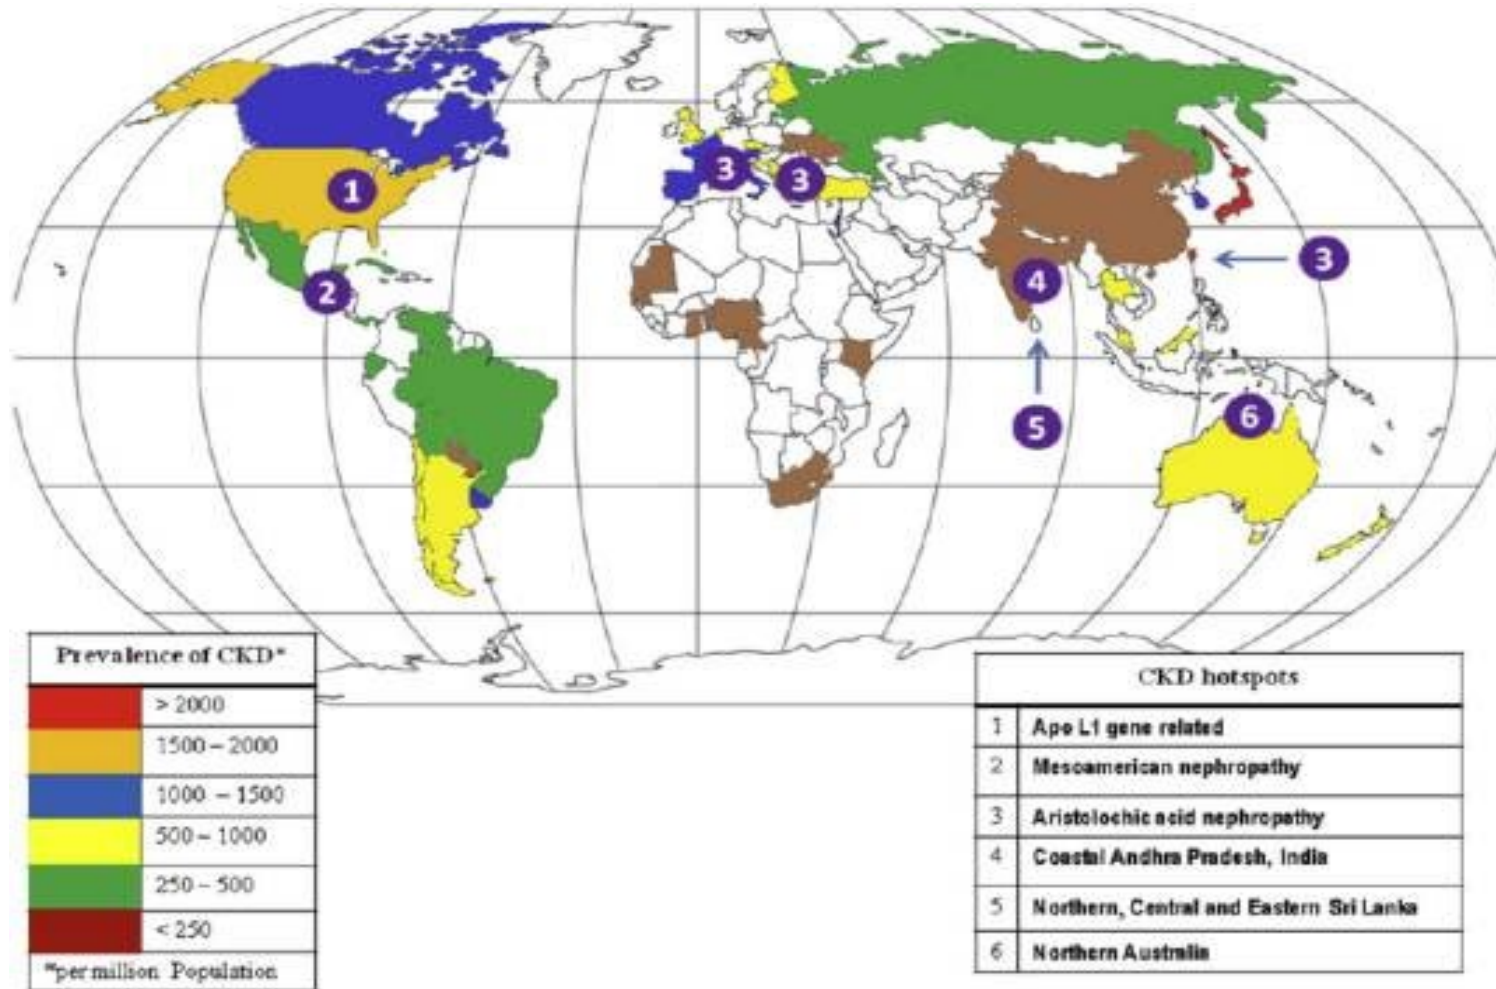 1
2
3
3
3
4
5
6
Prevalence of CKD*
> 2000
1500 – 2000
1000 – 1500
500 – 1000
250 – 500
< 250
*per million Population
CKD hotspots
1 Apo L1 gene related
2 Mesoamerican nephropathy
3 Aristolochic acid nephropathy
4 Coastal Andhra Pradesh, India
5 Northern, Central and Eastern Sri Lanka
6 Northern Australia